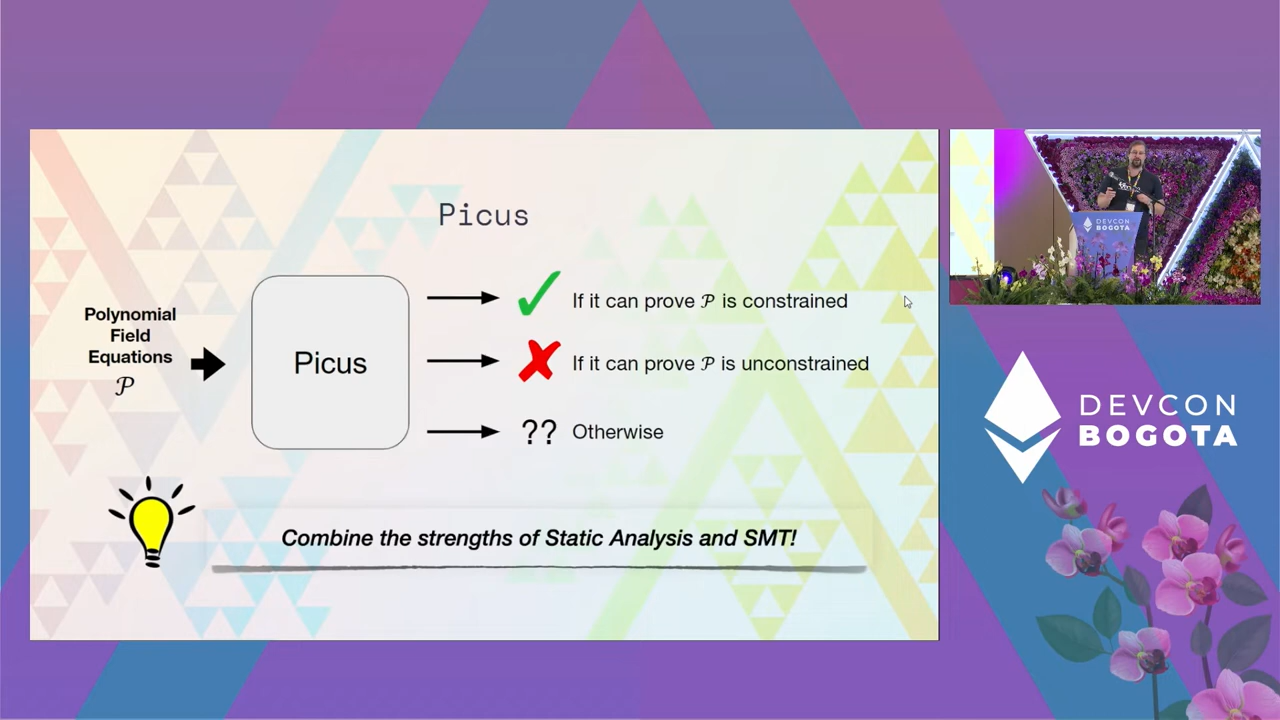 Picus
Polynomial
Field
Equations
𝒫
Picus
If it can prove 𝒫 is constrained
If it can prove 𝒫 is unconstrained
?? Otherwise
Combine the strengths of Static Analysis and SMT!
DEVCON
BOGOTA
DEVCON
BOGOTA